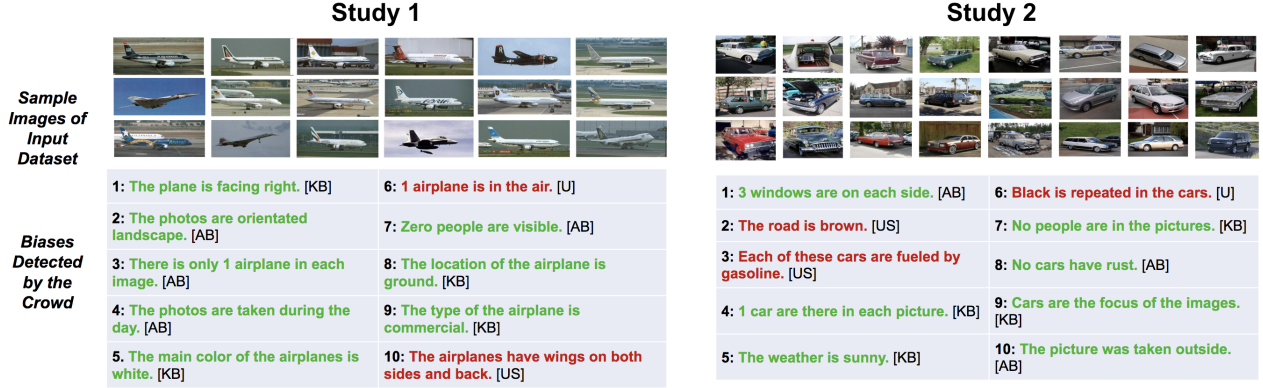 Study 1
Study 2
Sample
Images of
Input
Dataset
Biases
Detected
by the
Crowd
1: The plane is facing right. [KB]
6: 1 airplane is in the air. [U]
2: The photos are orientated
landscape. [AB]
7: Zero people are visible. [AB]
3: There is only 1 airplane in each
image. [AB]
8: The location of the airplane is
ground. [KB]
4: The photos are taken during the
day. [AB]
9: The type of the airplane is
commercial. [KB]
5. The main color of the airplanes is
white. [KB]
10: The airplanes have wings on both
sides and back. [US]
1: 3 windows are on each side. [AB]
6: Black is repeated in the cars. [U]
2: The road is brown. [US]
7: No people are in the pictures. [KB]
3: Each of these cars are fueled by
gasoline. [US]
8: No cars have rust. [AB]
4: 1 car are there in each picture. [KB]
9: Cars are the focus of the images.
[KB]
5: The weather is sunny. [KB]
10: The picture was taken outside.
[AB]